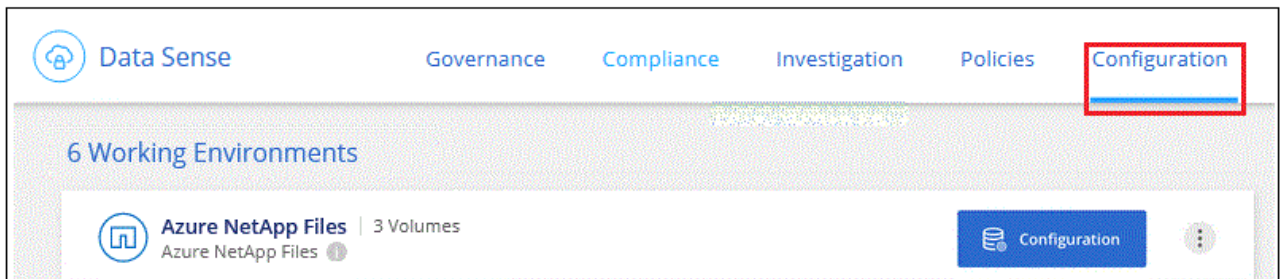 Data Sense Governance Compliance Investigation Policies Configuration
6 Working Environments
Azure NetApp Files | 3 Volumes
Azure NetApp Files
Configuration